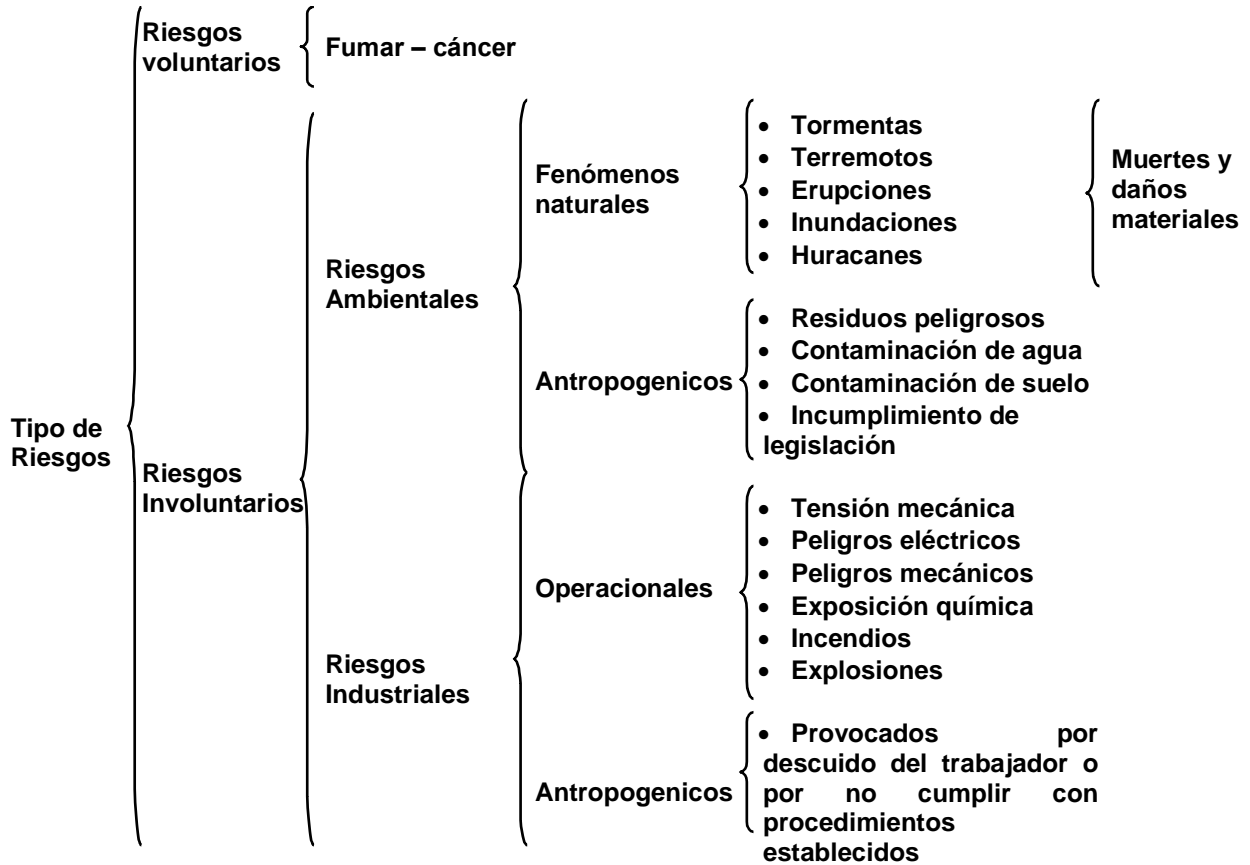 Tipo de
Riesgos
Riesgos
voluntarios
Fumar – cáncer
Riesgos
Involuntarios
Riesgos
Ambientales
Fenómenos
naturales
• Tormentas
• Terremotos
• Erupciones
• Inundaciones
• Huracanes
Muertes y
daños
materiales
Antropogenicos
• Residuos peligrosos
• Contaminación de agua
• Contaminación de suelo
• Incumplimiento de
legislación
Riesgos
Industriales
Operacionales
• Tensión mecánica
• Peligros eléctricos
• Peligros mecánicos
• Exposición química
• Incendios
• Explosiones
Antropogenicos
• Provocados por
descuido del trabajador o
por no cumplir con
procedimientos
establecidos